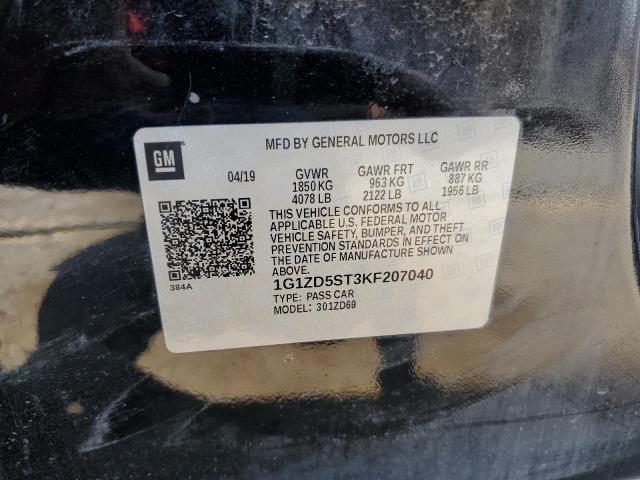 GM
MFD BY GENERAL MOTORS LLC
04/19 GVWR GAWR FRT GAWR RR
1850 KG 963 KG 887 KG
4078 LB 2122 LB 1956 LB
THIS VEHICLE CONFORMS TO ALL
APPLICABLE U.S. FEDERAL MOTOR
VEHICLE SAFETY, BUMPER, AND THEFT
PREVENTION STANDARDS IN EFFECT ON
THE DATE OF MANUFACTURE SHOWN
ABOVE.
384A
1G1ZD5ST3KF207040
TYPE: PASS CAR
MODEL: 301ZD69